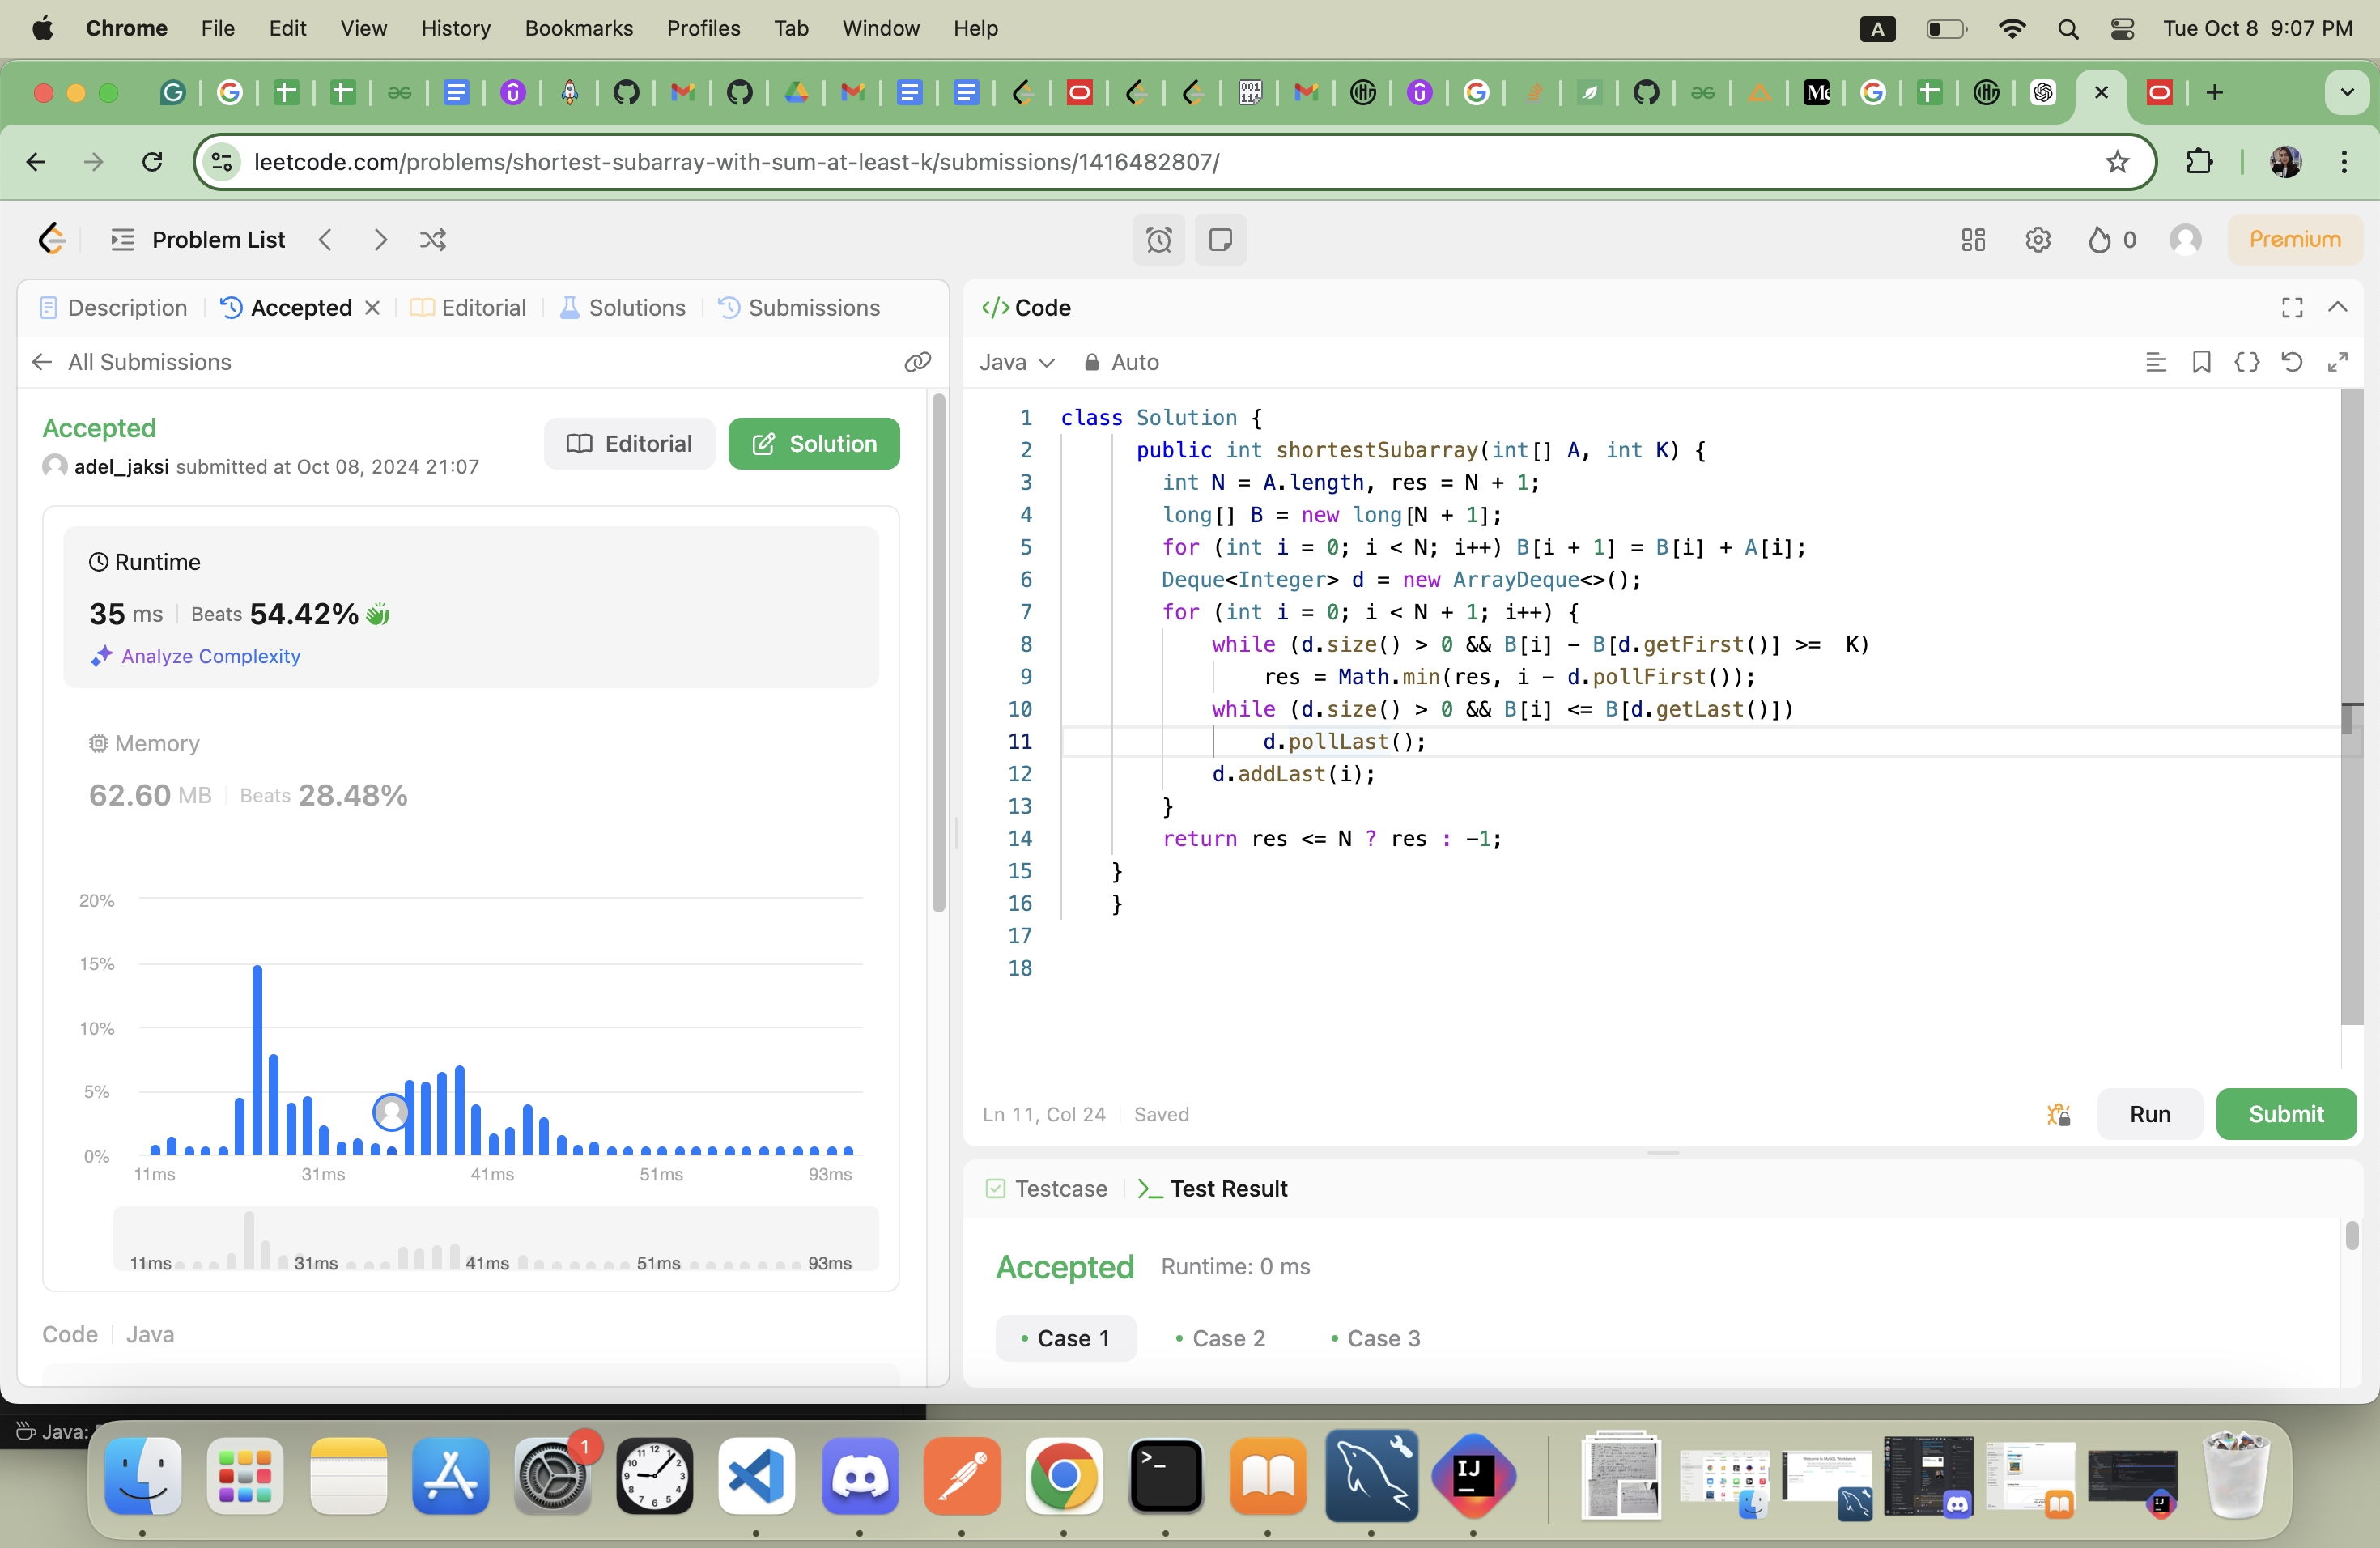 Chrome File Edit View History Bookmarks Profiles Tab Window Help A Tue Oct 8 9:07 PM
leetcode.com/problems/shortest-subarray-with-sum-at-least-k/submissions/1416482807/
Problem List 0 Premium
Description Accepted Editorial Solutions Submissions
All Submissions
Accepted
adel_jaksi submitted at Oct 08, 2024 21:07
Editorial Solution
Runtime
35 ms Beats 54.42%
Analyze Complexity
Memory
62.60 MB Beats 28.48%
20%
15%
10%
5%
0%
11ms 31ms 41ms 51ms 93ms
11ms 31ms 41ms 51ms 93ms
Code Java
</> Code
Java Auto
1 class Solution {
2 public int shortestSubarray(int[] A, int K) {
3 int N = A.length, res = N + 1;
4 long[] B = new long[N + 1];
5 for (int i = 0; i < N; i++) B[i + 1] = B[i] + A[i];
6 Deque<Integer> d = new ArrayDeque<>();
7 for (int i = 0; i < N + 1; i++) {
8 while (d.size() > 0 && B[i] - B[d.getFirst()] >=  K)
9 res = Math.min(res, i - d.pollFirst());
10 while (d.size() > 0 && B[i] <= B[d.getLast()])
11 d.pollLast();
12 d.addLast(i);
13 }
14 return res <= N ? res : -1;
15 }
16 }
17
18
Ln 11, Col 24 Saved
Run Submit
Testcase Test Result
Accepted Runtime: 0 ms
Case 1 Case 2 Case 3
Java:
1
IJ